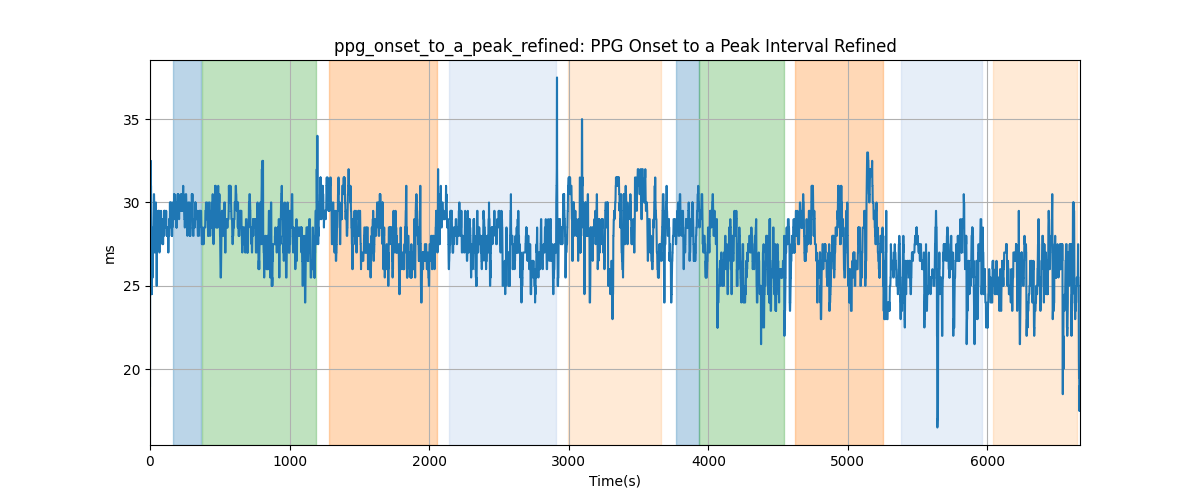 ppg_onset_to_a_peak_refined: PPG Onset to a Peak Interval Refined
35
30
25
20
ms
0 1000 2000 3000 4000 5000 6000
Time(s)